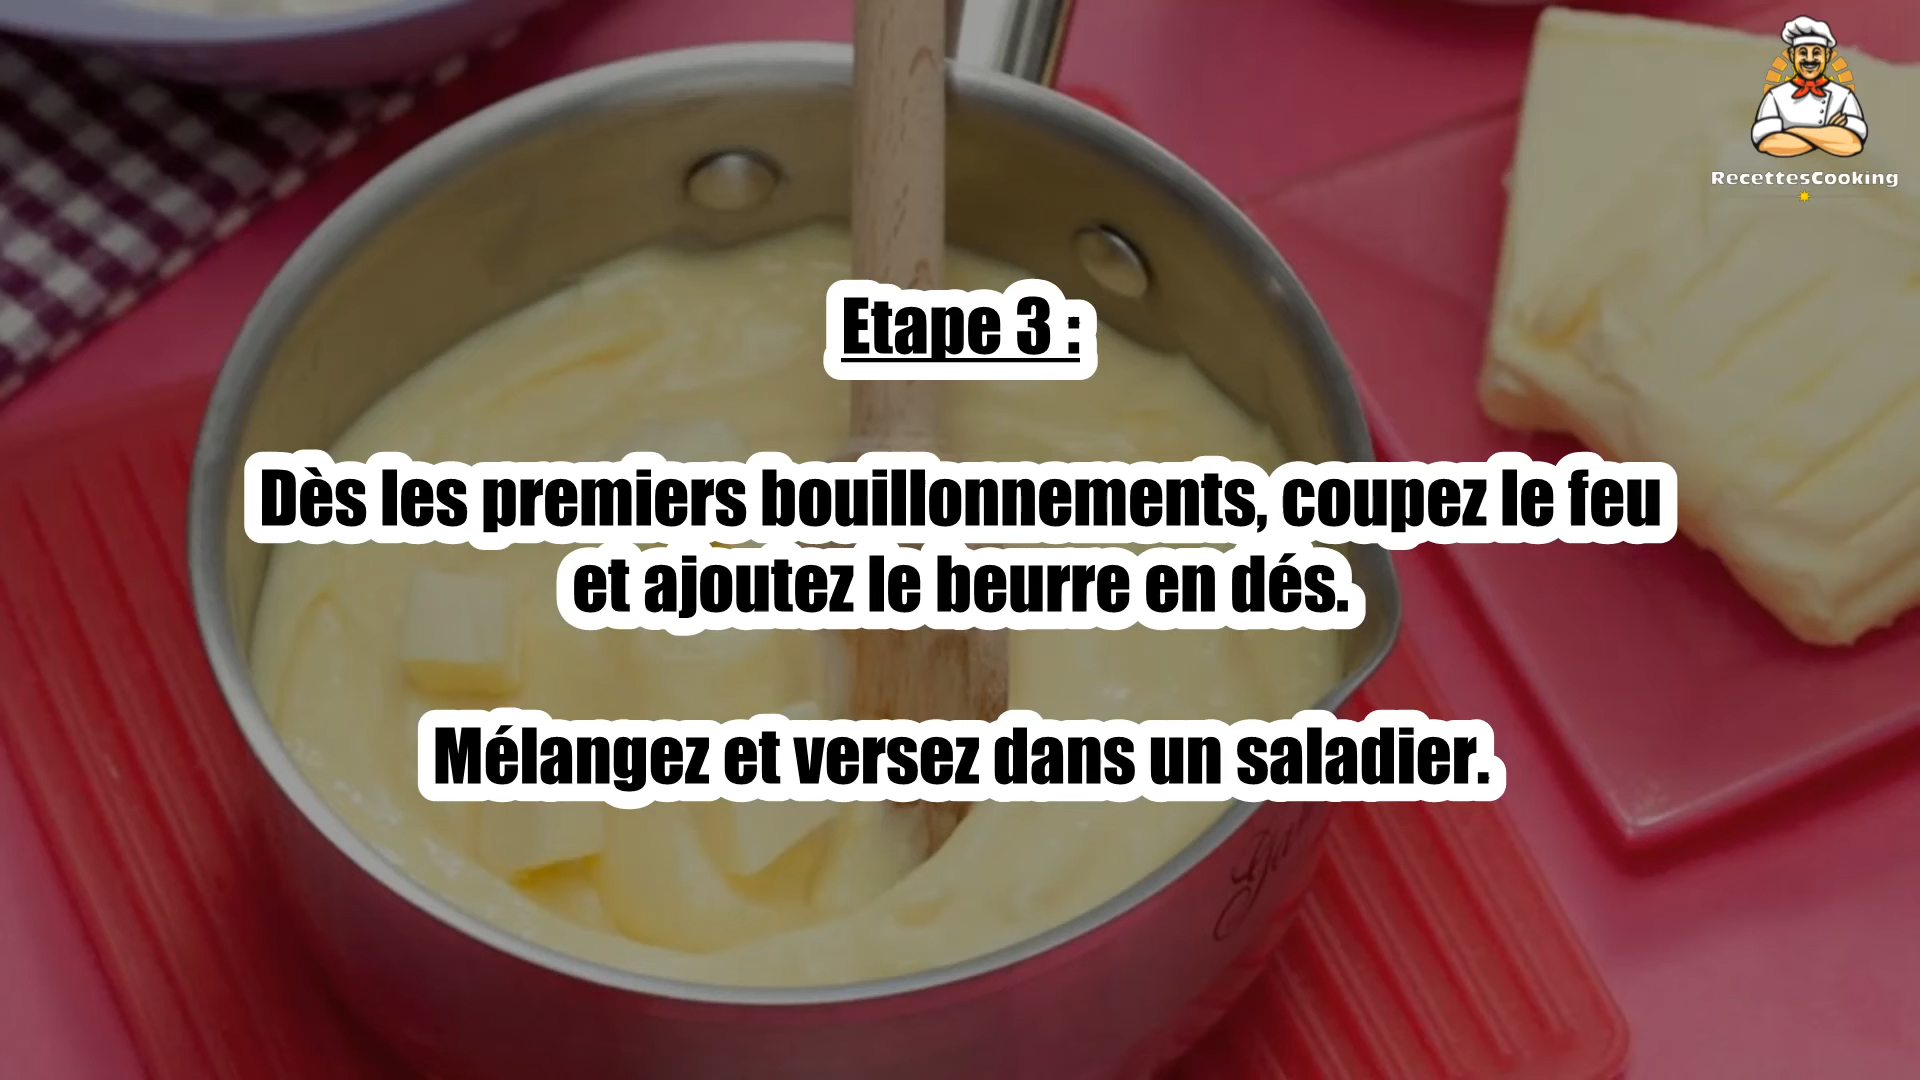 RecettesCooking
Etape 3 :
Dès les premiers bouillonnements, coupez le feu
et ajoutez le beurre en dés.
Mélangez et versez dans un saladier.